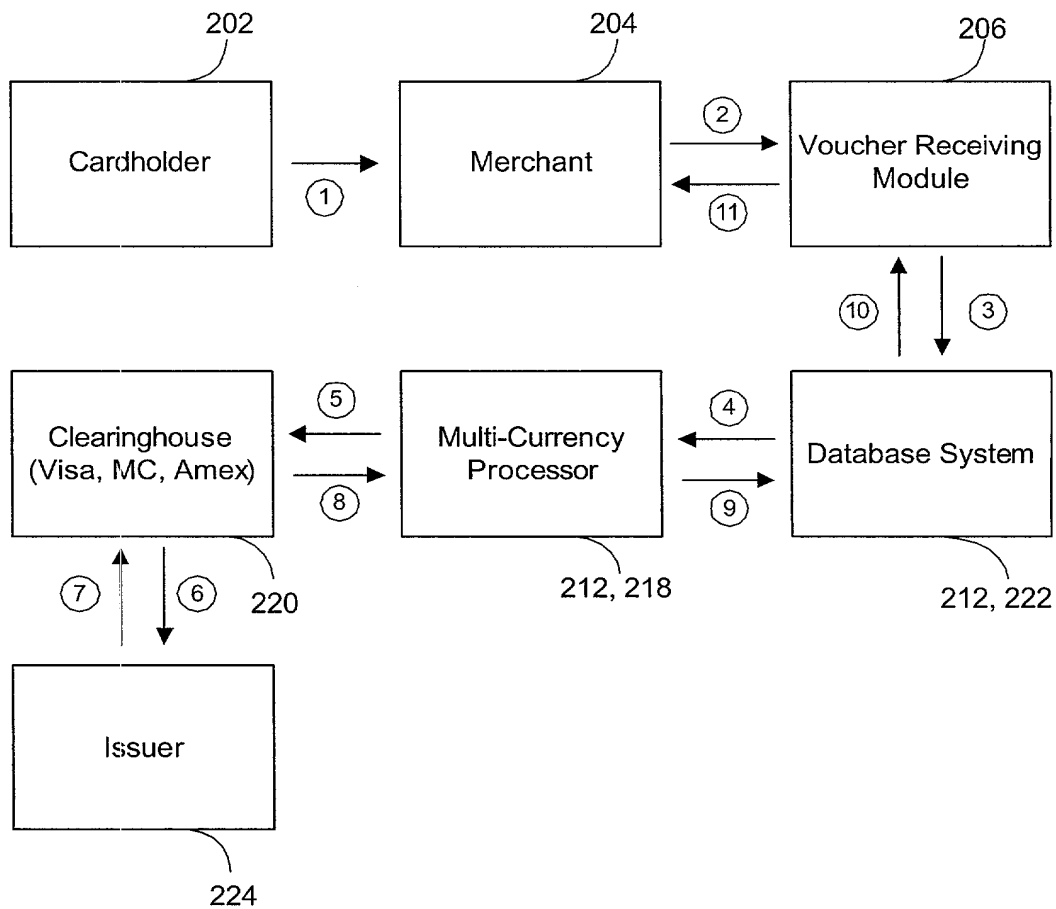 202
204
206
Cardholder
1
Merchant
2
11
Voucher Receiving
Module
10
3
Clearinghouse
(Visa, MC, Amex)
5
8
Multi-Currency
Processor
4
9
Database System
7
6
220
212, 218
212, 222
Issuer
224